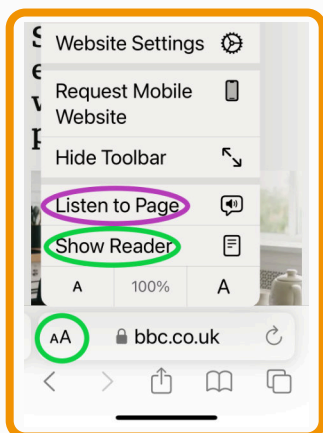 Website Settings
Request Mobile
Website
Hide Toolbar
Listen to Page
Show Reader
A 100% A
AA bbc.co.uk